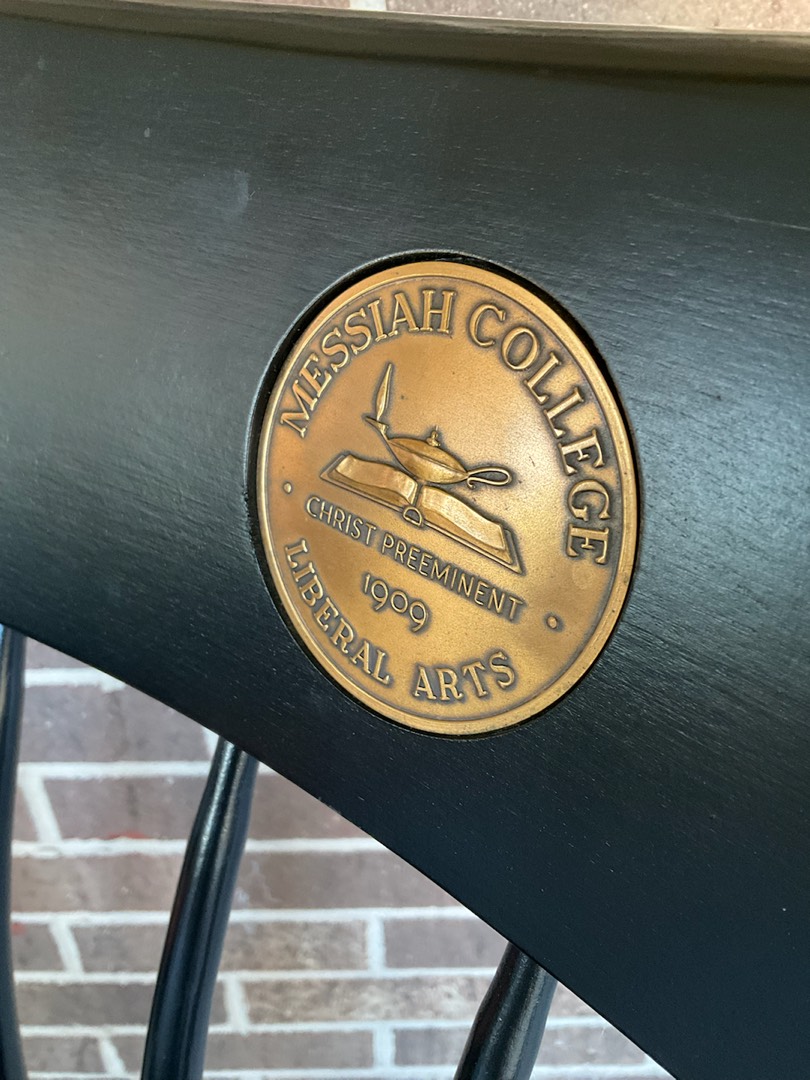 MESSIAH COLLEGE
CHRIST PREEMINENT
1909
LIBERAL ARTS